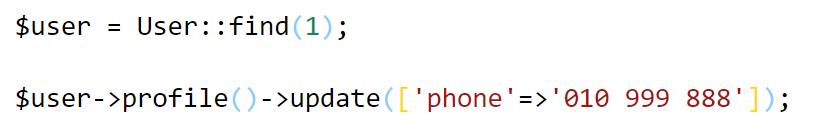 $user = User::find(1);
$user->profile()->update(['phone'=>'010 999 888']);